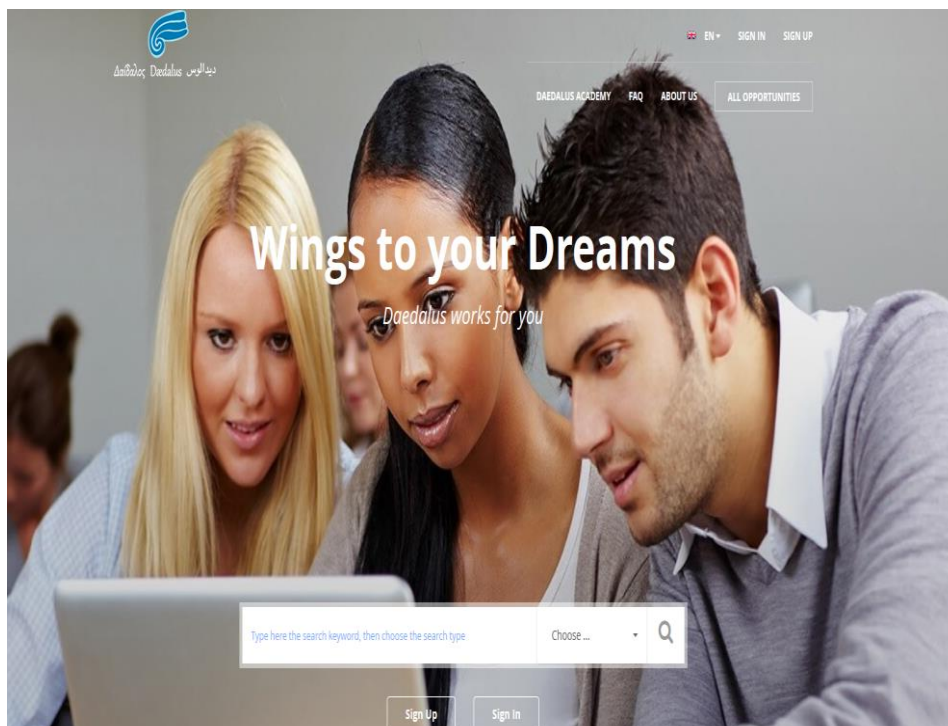 EN SIGN IN SIGN UP
Δαίδαλος Dædalus ديدالوس
DAEDALUS ACADEMY FAQ ABOUT US ALL OPPORTUNITIES
Wings to your Dreams
Daedalus works for you
Type here the search keyword, then choose the search type Choose ...
Sign Up Sign In